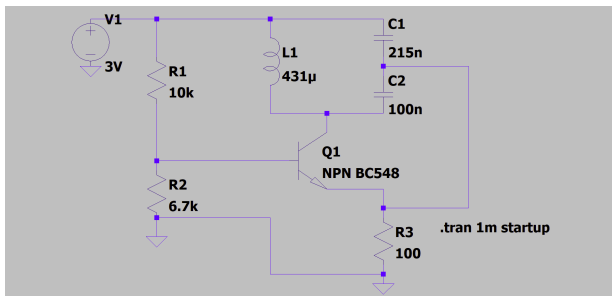 V1
3V
R1
10k
R2
6.7k
L1
431µ
C1
215n
C2
100n
Q1
NPN BC548
R3
100
.tran 1m startup